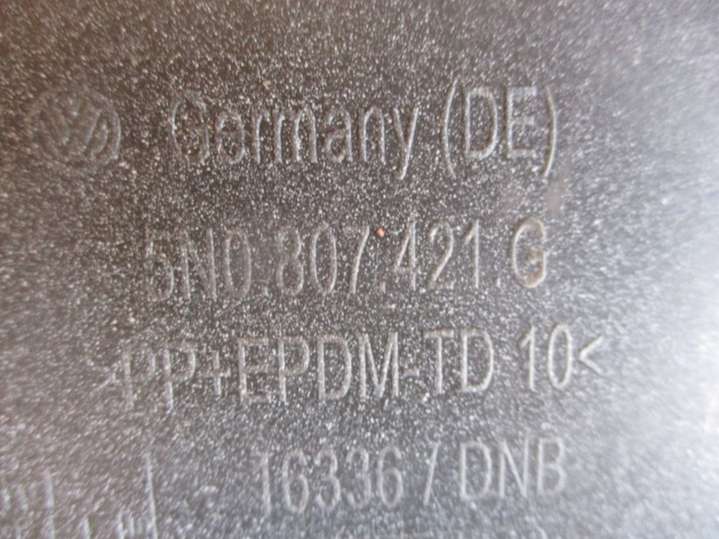 Germany (DE)
5N0.807.421.G
>PP+EPDM-TD 10<
16336 / DNB